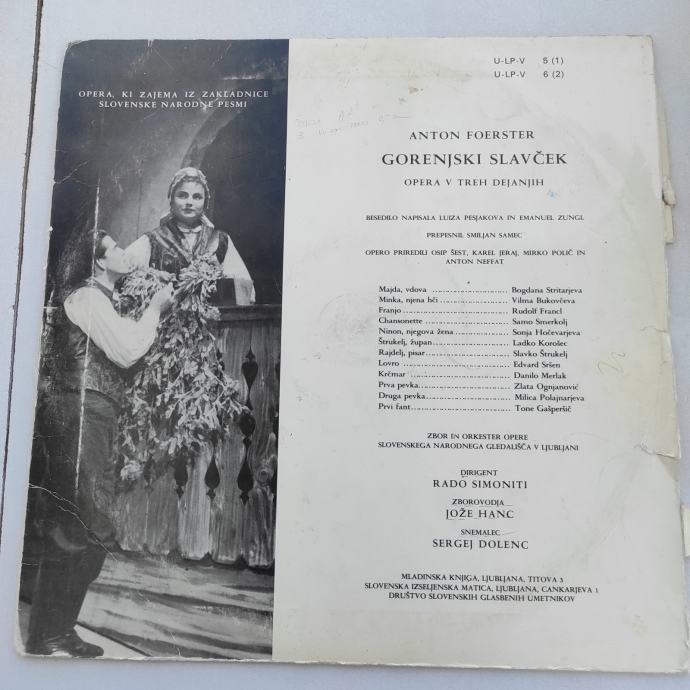 OPERA, KI ZAJEMA IZ ZAKLADNICE
SLOVENSKE NARODNE PESMI
U-LP-V 5 (1)
U-LP-V 6 (2)
ANTON FOERSTER
GORENJSKI SLAVČEK
OPERA V TREH DEJANJIH
BESEDILO NAPISALA LUIZA PESJAKOVA IN EMANUEL ZUNGL
PREPESNIL SMILJAN SAMEC
OPERO PRIREDILI OSIP ŠEST, KAREL JERAJ, MIRKO POLIČ IN
ANTON NEFFAT
Majda, vdova .................... Bogdana Stritarjeva
Minka, njena hči ................. Vilma Bukovčeva
Franjo .......................... Rudolf Francl
Chansonette ..................... Samo Smerkolj
Ninon, njegova žena .............. Sonja Hočevarjeva
Štrukelj, župan .................. Ladko Korošec
Rajdelj, pisar .................... Slavko Štrukelj
Lovro ........................... Edvard Sršen
Krčmar .......................... Danilo Merlak
Prva pevka ....................... Zlata Ognjanovič
Druga pevka ..................... Milica Polajnarjeva
Prvi fant ......................... Tone Gašperšič
ZBOR IN ORKESTER OPERE
SLOVENSKEGA NARODNEGA GLEDALIŠČA V LJUBLJANI
DIRIGENT
RADO SIMONITI
ZBOROVODJA
JOŽE HANC
SNEMALEC
SERGEJ DOLENC
MLADINSKA KNJIGA, LJUBLJANA, TITOVA 3
SLOVENSKA IZSELJENSKA MATICA, LJUBLJANA, CANKARJEVA 1
DRUŠTVO SLOVENSKIH GLASBENIH UMETNIKOV